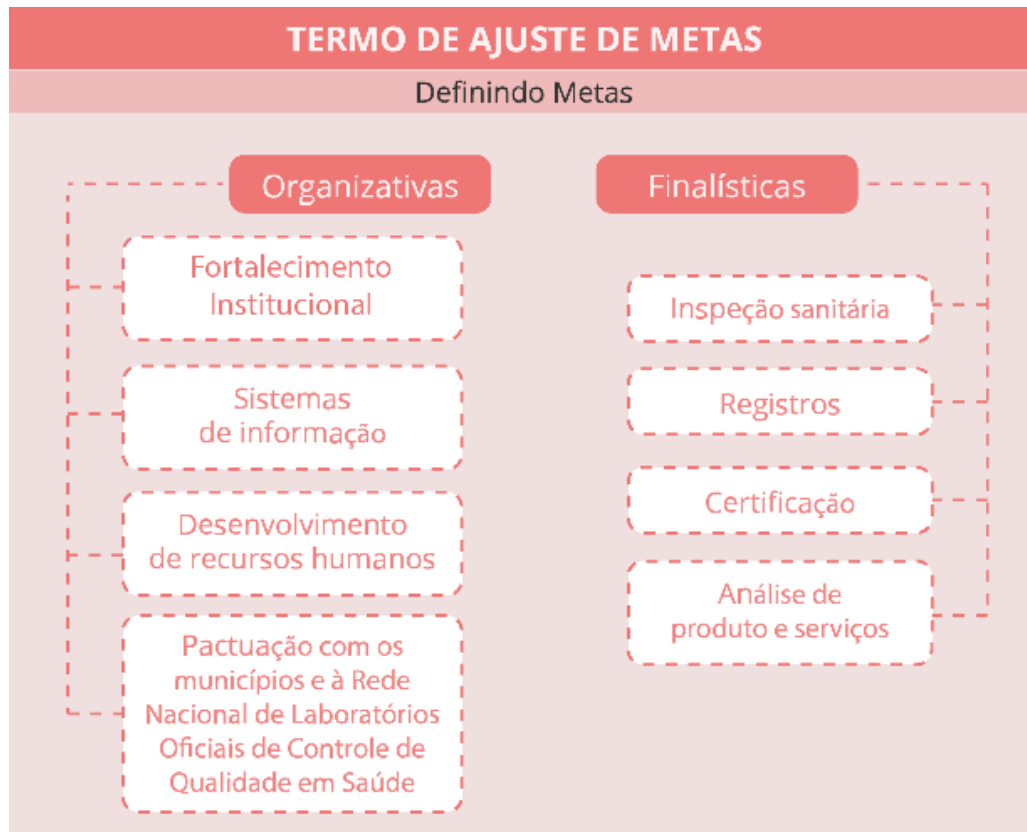 TERMO DE AJUSTE DE METAS
Definindo Metas
Organizativas
Fortalecimento
Institucional
Sistemas
de informação
Desenvolvimento
de recursos humanos
Pactuação com os
municípios e à Rede
Nacional de Laboratórios
Oficiais de Controle de
Qualidade em Saúde
Finalísticas
Inspeção sanitária
Registros
Certificação
Análise de
produto e serviços